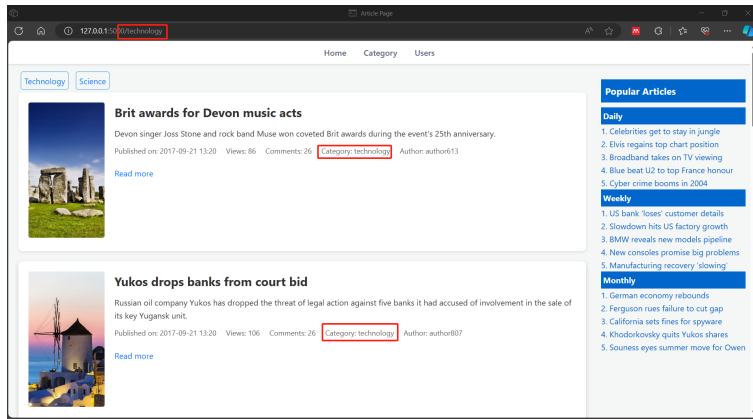 Article Page
127.0.0.1:5000/technology
Home Category Users
Technology Science
Brit awards for Devon music acts
Devon singer Joss Stone and rock band Muse won coveted Brit awards during the event's 25th anniversary.
Published on: 2017-09-21 13:20 Views: 86 Comments: 26 Category: technology Author: author613
Read more
Yukos drops banks from court bid
Russian oil company Yukos has dropped the threat of legal action against five banks it had accused of involvement in the sale of
its key Yugansk unit.
Published on: 2017-09-21 13:20 Views: 106 Comments: 26 Category: technology Author: author807
Read more
Popular Articles
Daily
1. Celebrities get to stay in jungle
2. Elvis regains top chart position
3. Broadband takes on TV viewing
4. Blue beat U2 to top France honour
5. Cyber crime booms in 2004
Weekly
1. US bank 'loses' customer details
2. Slowdown hits US factory growth
3. BMW reveals new models pipeline
4. New consoles promise big problems
5. Manufacturing recovery 'slowing'
Monthly
1. German economy rebounds
2. Ferguson rues failure to cut gap
3. California sets fines for spyware
4. Khodorkovsky quits Yukos shares
5. Souness eyes summer move for Owen